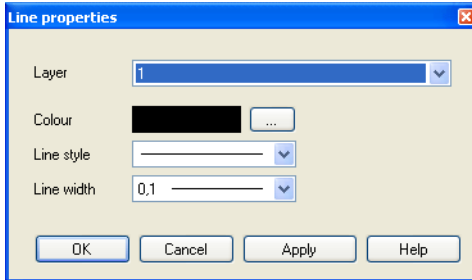 Line properties
Layer 1
Colour ...
Line style
Line width 0,1
OK Cancel Apply Help